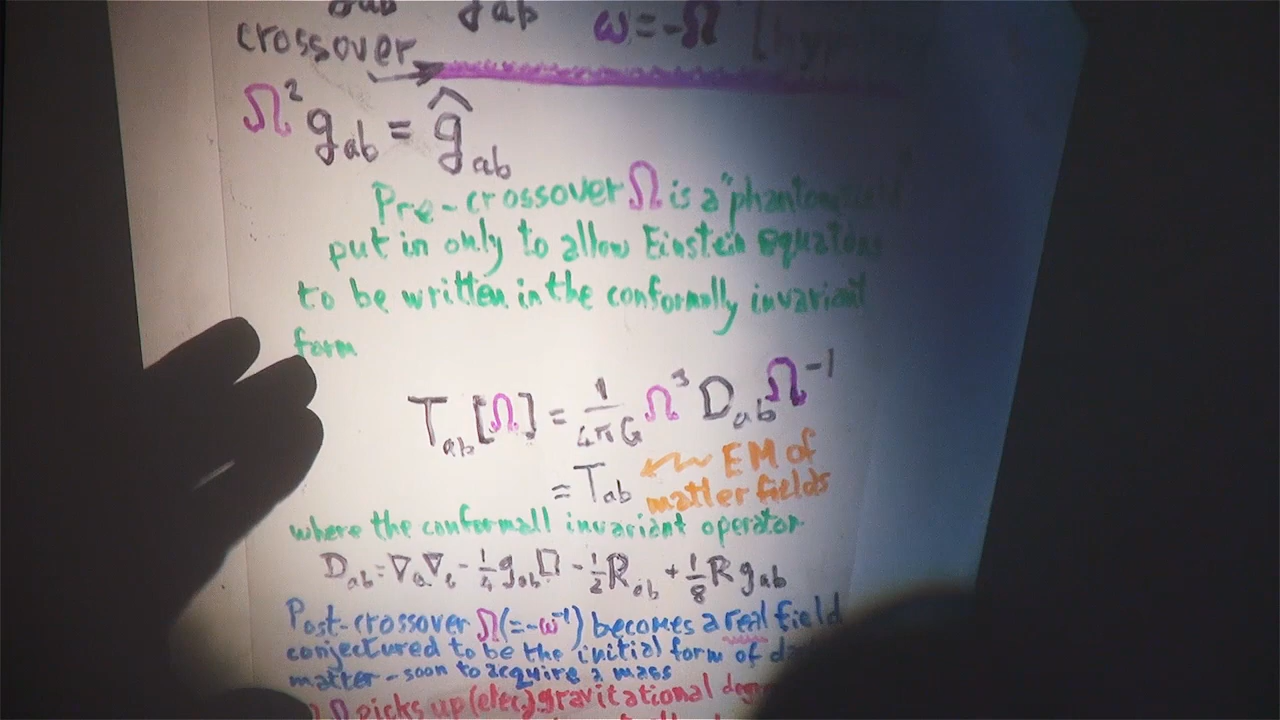 gab ω=-Ω
crossover
Ω² gab = ĝab
Pre-crossover Ω is a "phantom
put in only to allow Einstein equations
to be written in the conformally invariant
form
Tab[Ω] = 1/4πG Ω³ Dab Ω⁻¹
= Tab EM of
matter fields
where the conformall invariant operator
Dab = ∇a∇b - 1/4 gab □ - 1/2 Rab + 1/8 R gab
Post-crossover Ω(=-ω⁻¹) becomes a real field
conjectured to be the initial form of
matter - soon to acquire a mass
Ω picks up (elec) gravitational